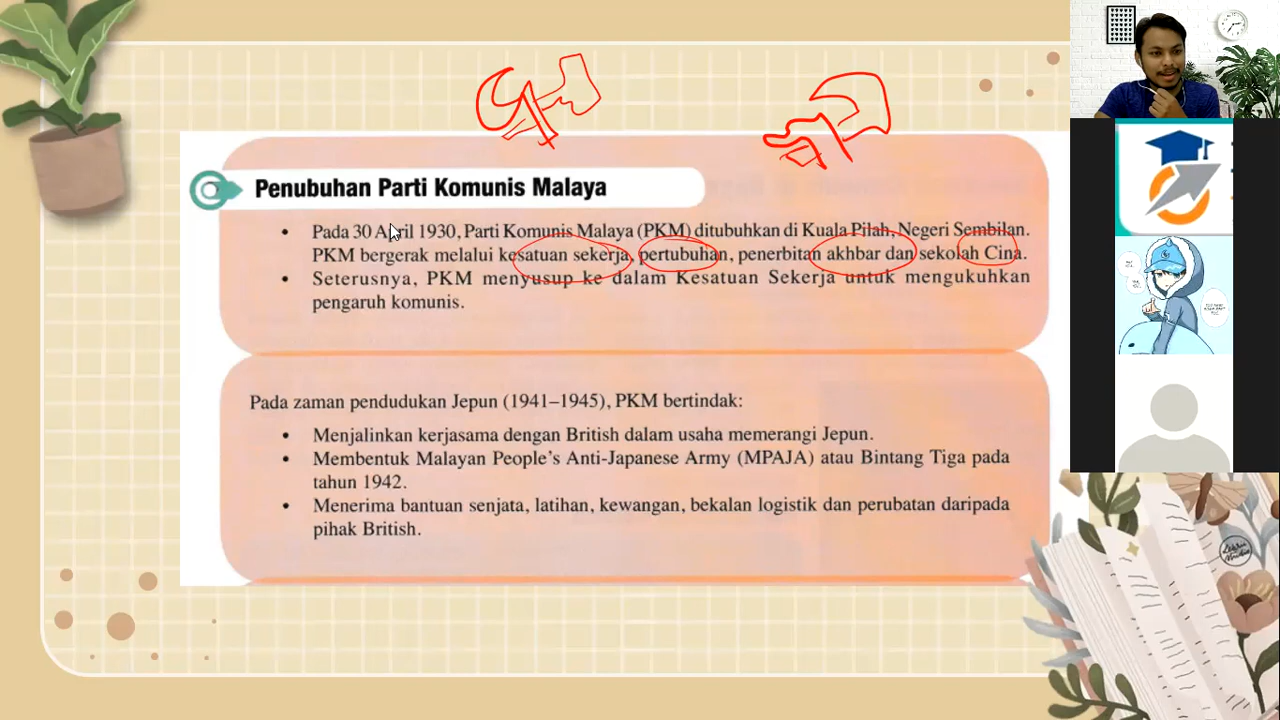 Penubuhan Parti Komunis Malaya
• Pada 30 April 1930, Parti Komunis Malaya (PKM) ditubuhkan di Kuala Pilah, Negeri Sembilan.
PKM bergerak melalui kesatuan sekerja, pertubuhan, penerbitan akhbar dan sekolah Cina.
• Seterusnya, PKM menyusup ke dalam Kesatuan Sekerja untuk mengukuhkan
pengaruh komunis.
Pada zaman pendudukan Jepun (1941–1945), PKM bertindak:
• Menjalinkan kerjasama dengan British dalam usaha memerangi Jepun.
• Membentuk Malayan People's Anti-Japanese Army (MPAJA) atau Bintang Tiga pada
tahun 1942.
• Menerima bantuan senjata, latihan, kewangan, bekalan logistik dan perubatan daripada
pihak British.